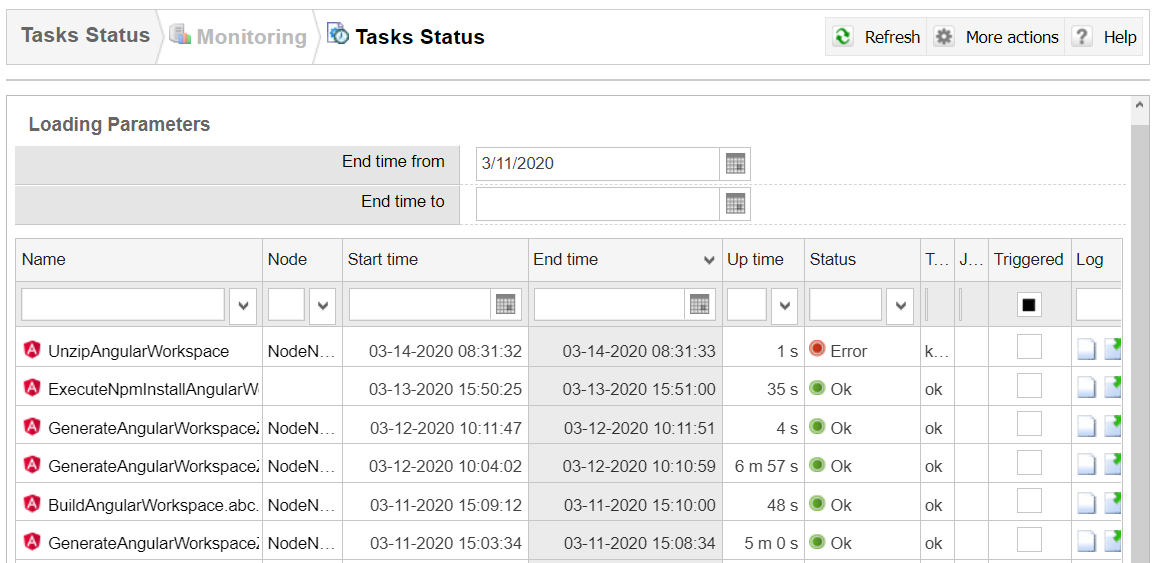 Tasks Status Monitoring Tasks Status Refresh More actions ? Help
Loading Parameters
End time from 3/11/2020
End time to
Name Node Start time End time Up time Status T... J... Triggered Log
A UnzipAngularWorkspace NodeN... 03-14-2020 08:31:32 03-14-2020 08:31:33 1 s Error k...
A ExecuteNpmInstallAngularW 03-13-2020 15:50:25 03-13-2020 15:51:00 35 s Ok ok
A GenerateAngularWorkspace NodeN... 03-12-2020 10:11:47 03-12-2020 10:11:51 4 s Ok ok
A GenerateAngularWorkspace NodeN... 03-12-2020 10:04:02 03-12-2020 10:10:59 6 m 57 s Ok ok
A BuildAngularWorkspace.abc. NodeN... 03-11-2020 15:09:12 03-11-2020 15:10:00 48 s Ok ok
A GenerateAngularWorkspace NodeN... 03-11-2020 15:03:34 03-11-2020 15:08:34 5 m 0 s Ok ok